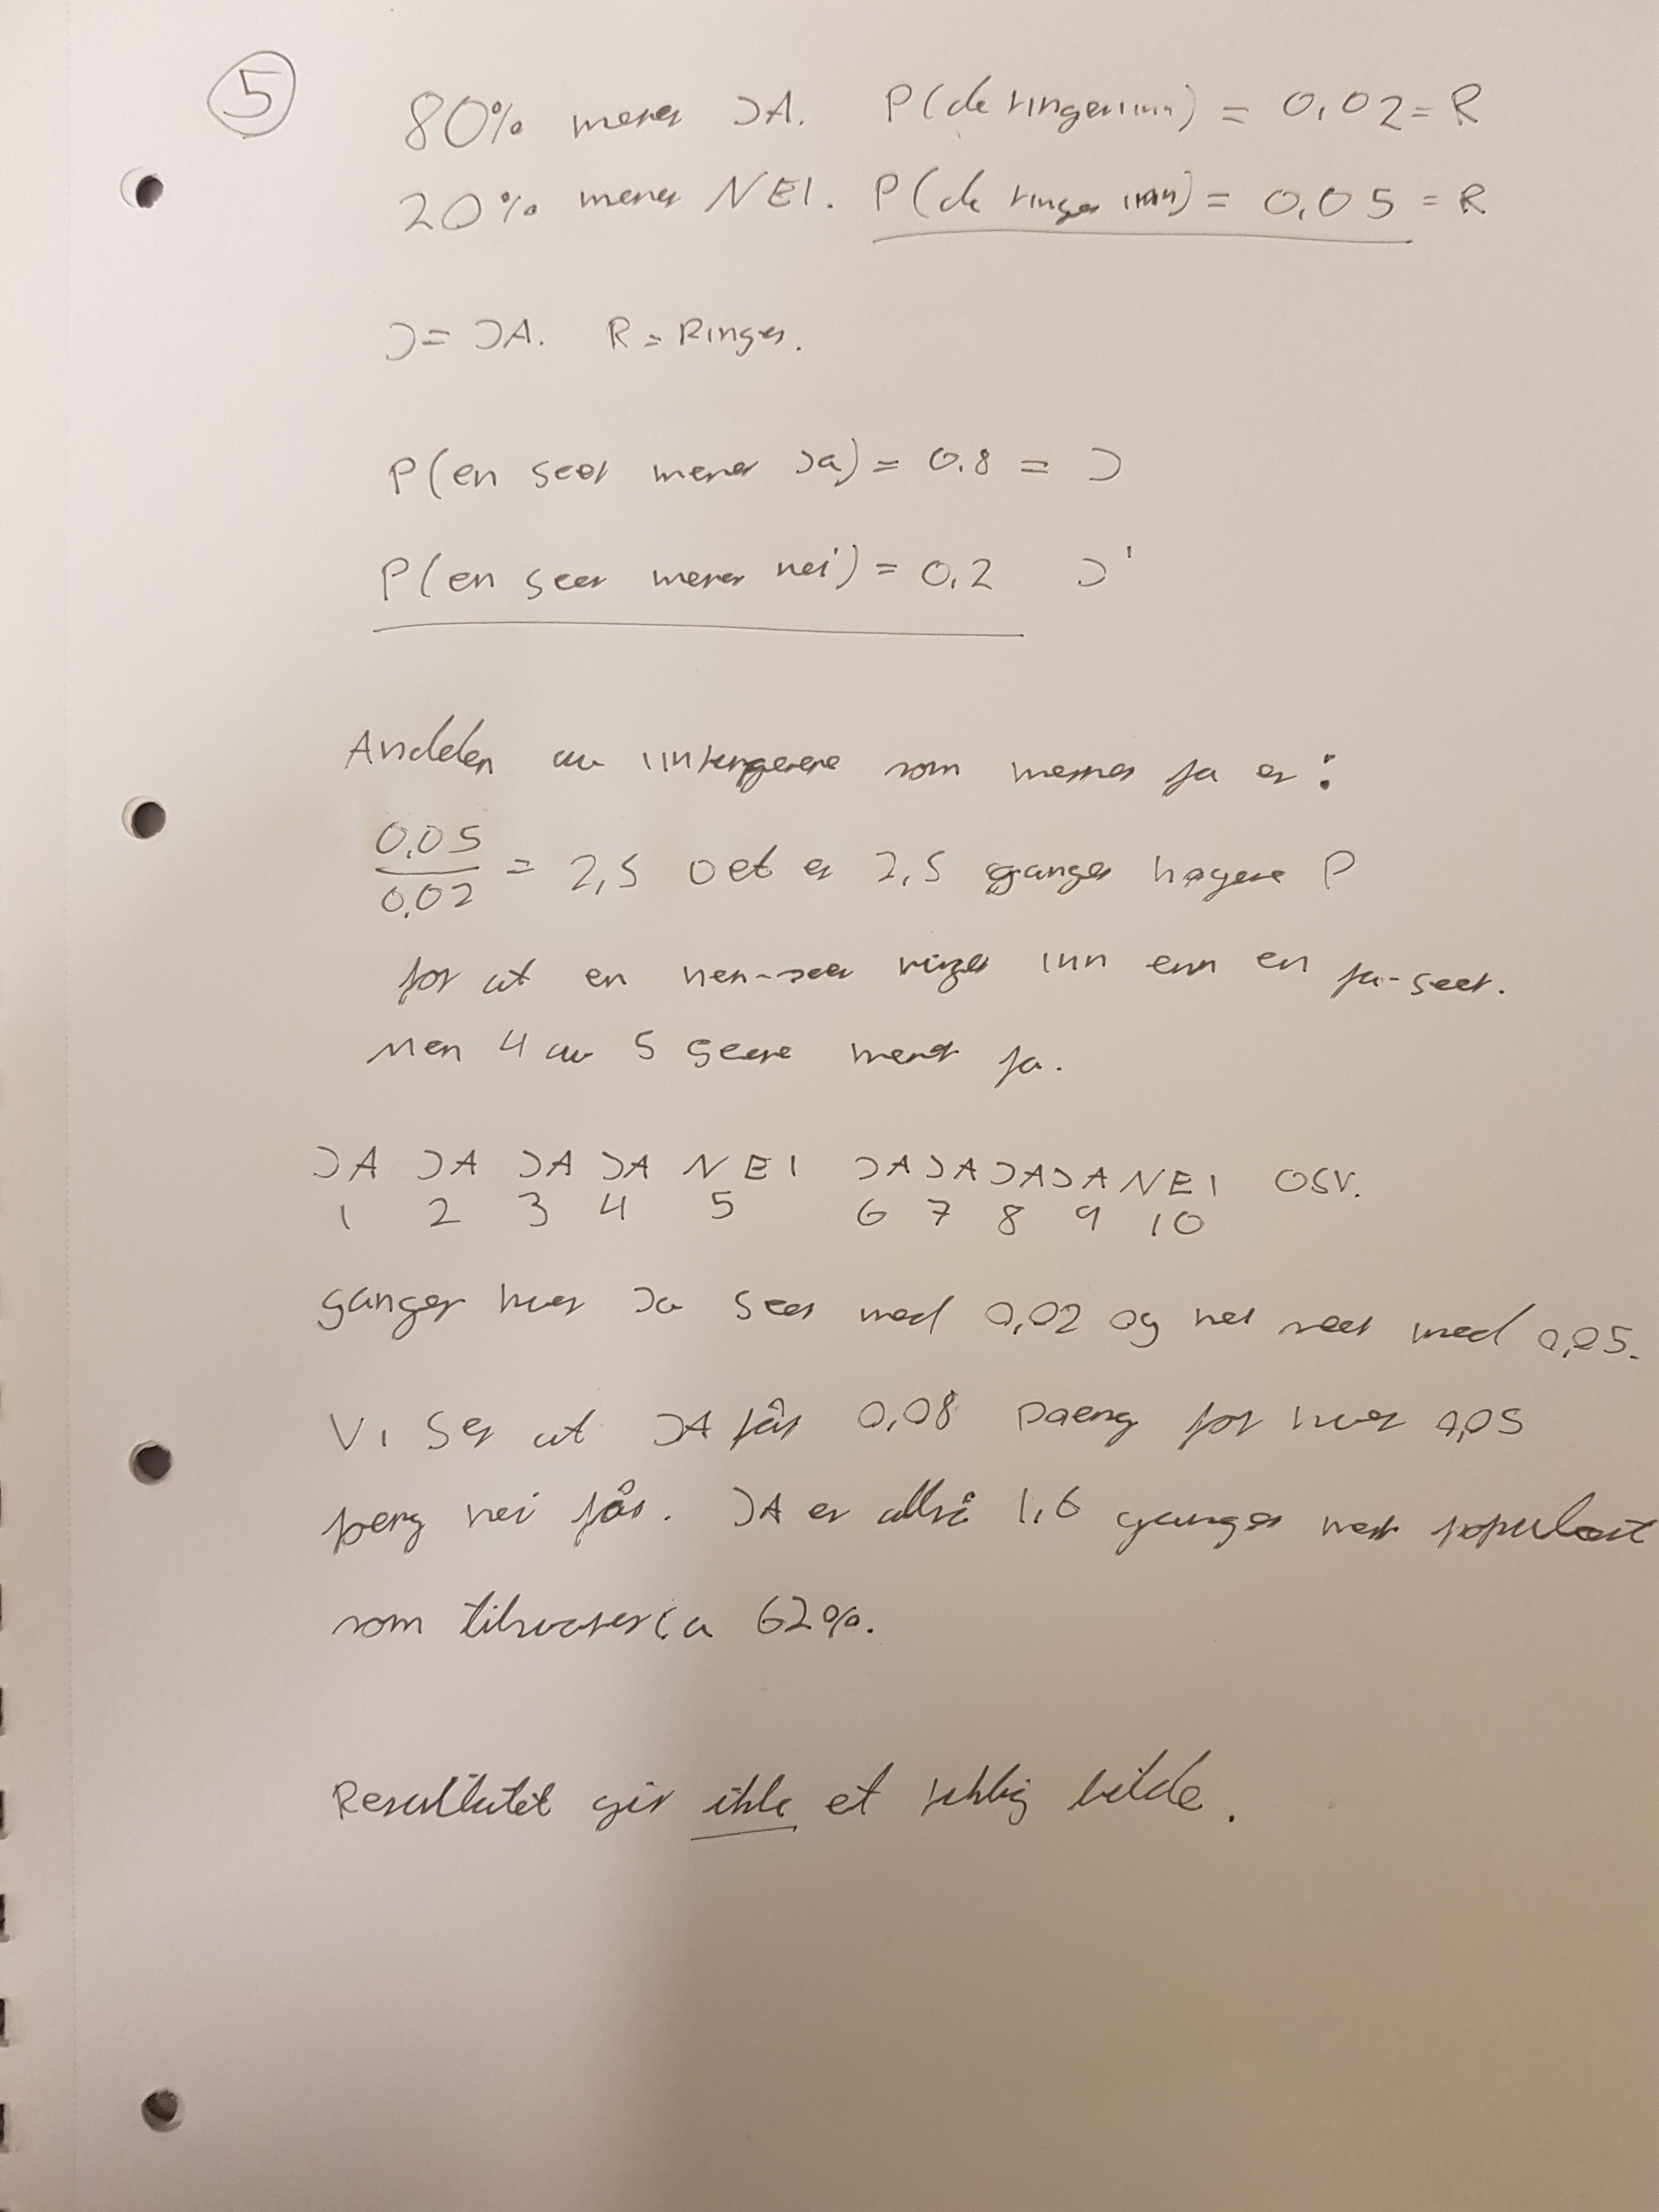 5
80% mener JA. P(de ringer inn) = 0,02 = R
20% mener NEI. P(de ringer inn) = 0,05 = R
J = JA. R = Ringer.
P(en seer mener Ja) = 0.8 = J
P(en seer mener nei) = 0,2 J'
Andelen av innringere som mener ja er:
0,05
0,02 = 2,5 Det er 2,5 ganger høyere P
for at en nei-seer ringer inn enn en ja-seer.
Men 4 av 5 seere mener ja.
JA JA JA JA NEI JA JA JA JA NEI OSV.
1 2 3 4 5 6 7 8 9 10
ganger hver Ja seer med 0,02 og nei seer med 0,05.
Vi ser at JA får 0,08 poeng for hver 0,05
poeng nei får. JA er altså 1,6 ganger mer populært
som tilsvarer ca 62%.
Resultatet gir ikke et riktig bilde.